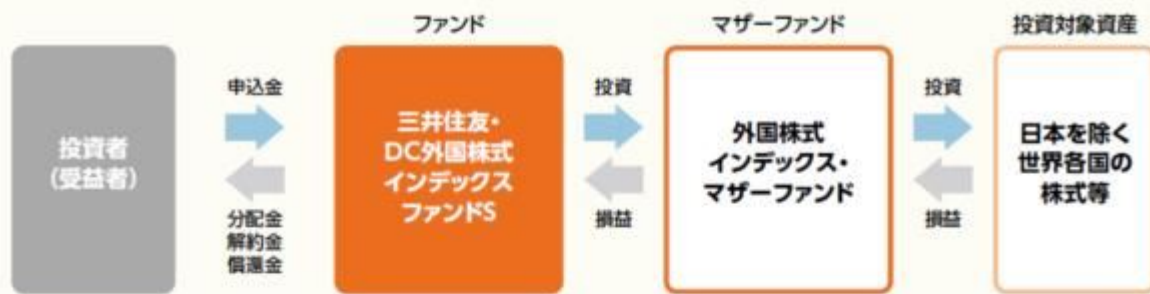 ファンド
マザーファンド
投資対象資産
投資者
(受益者)
申込金
分配金
解約金
償還金
三井住友・
DC外国株式
インデックス
ファンドS
投資
損益
外国株式
インデックス・
マザーファンド
投資
損益
日本を除く
世界各国の
株式等